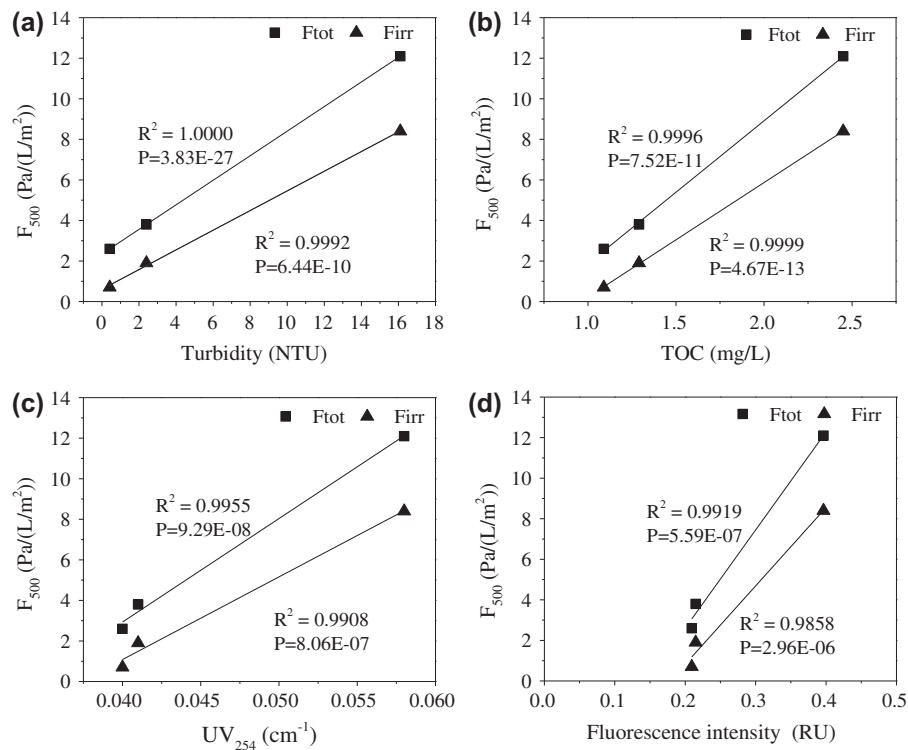 (a)
Ftot Firr
F500 (Pa/(L/m²))
14
12
10
8
6
4
2
0
R² = 1.0000
P=3.83E-27
R² = 0.9992
P=6.44E-10
0 2 4 6 8 10 12 14 16 18
Turbidity (NTU)
(b)
Ftot Firr
F500 (Pa/(L/m²))
14
12
10
8
6
4
2
0
R² = 0.9996
P=7.52E-11
R² = 0.9999
P=4.67E-13
1.0 1.5 2.0 2.5
TOC (mg/L)
(c)
Ftot Firr
F500 (Pa/(L/m²))
14
12
10
8
6
4
2
0
R² = 0.9955
P=9.29E-08
R² = 0.9908
P=8.06E-07
0.040 0.045 0.050 0.055 0.060
UV254 (cm⁻¹)
(d)
Ftot Firr
F500 (Pa/(L/m²))
14
12
10
8
6
4
2
0
R² = 0.9919
P=5.59E-07
R² = 0.9858
P=2.96E-06
0.0 0.1 0.2 0.3 0.4 0.5
Fluorescence intensity (RU)